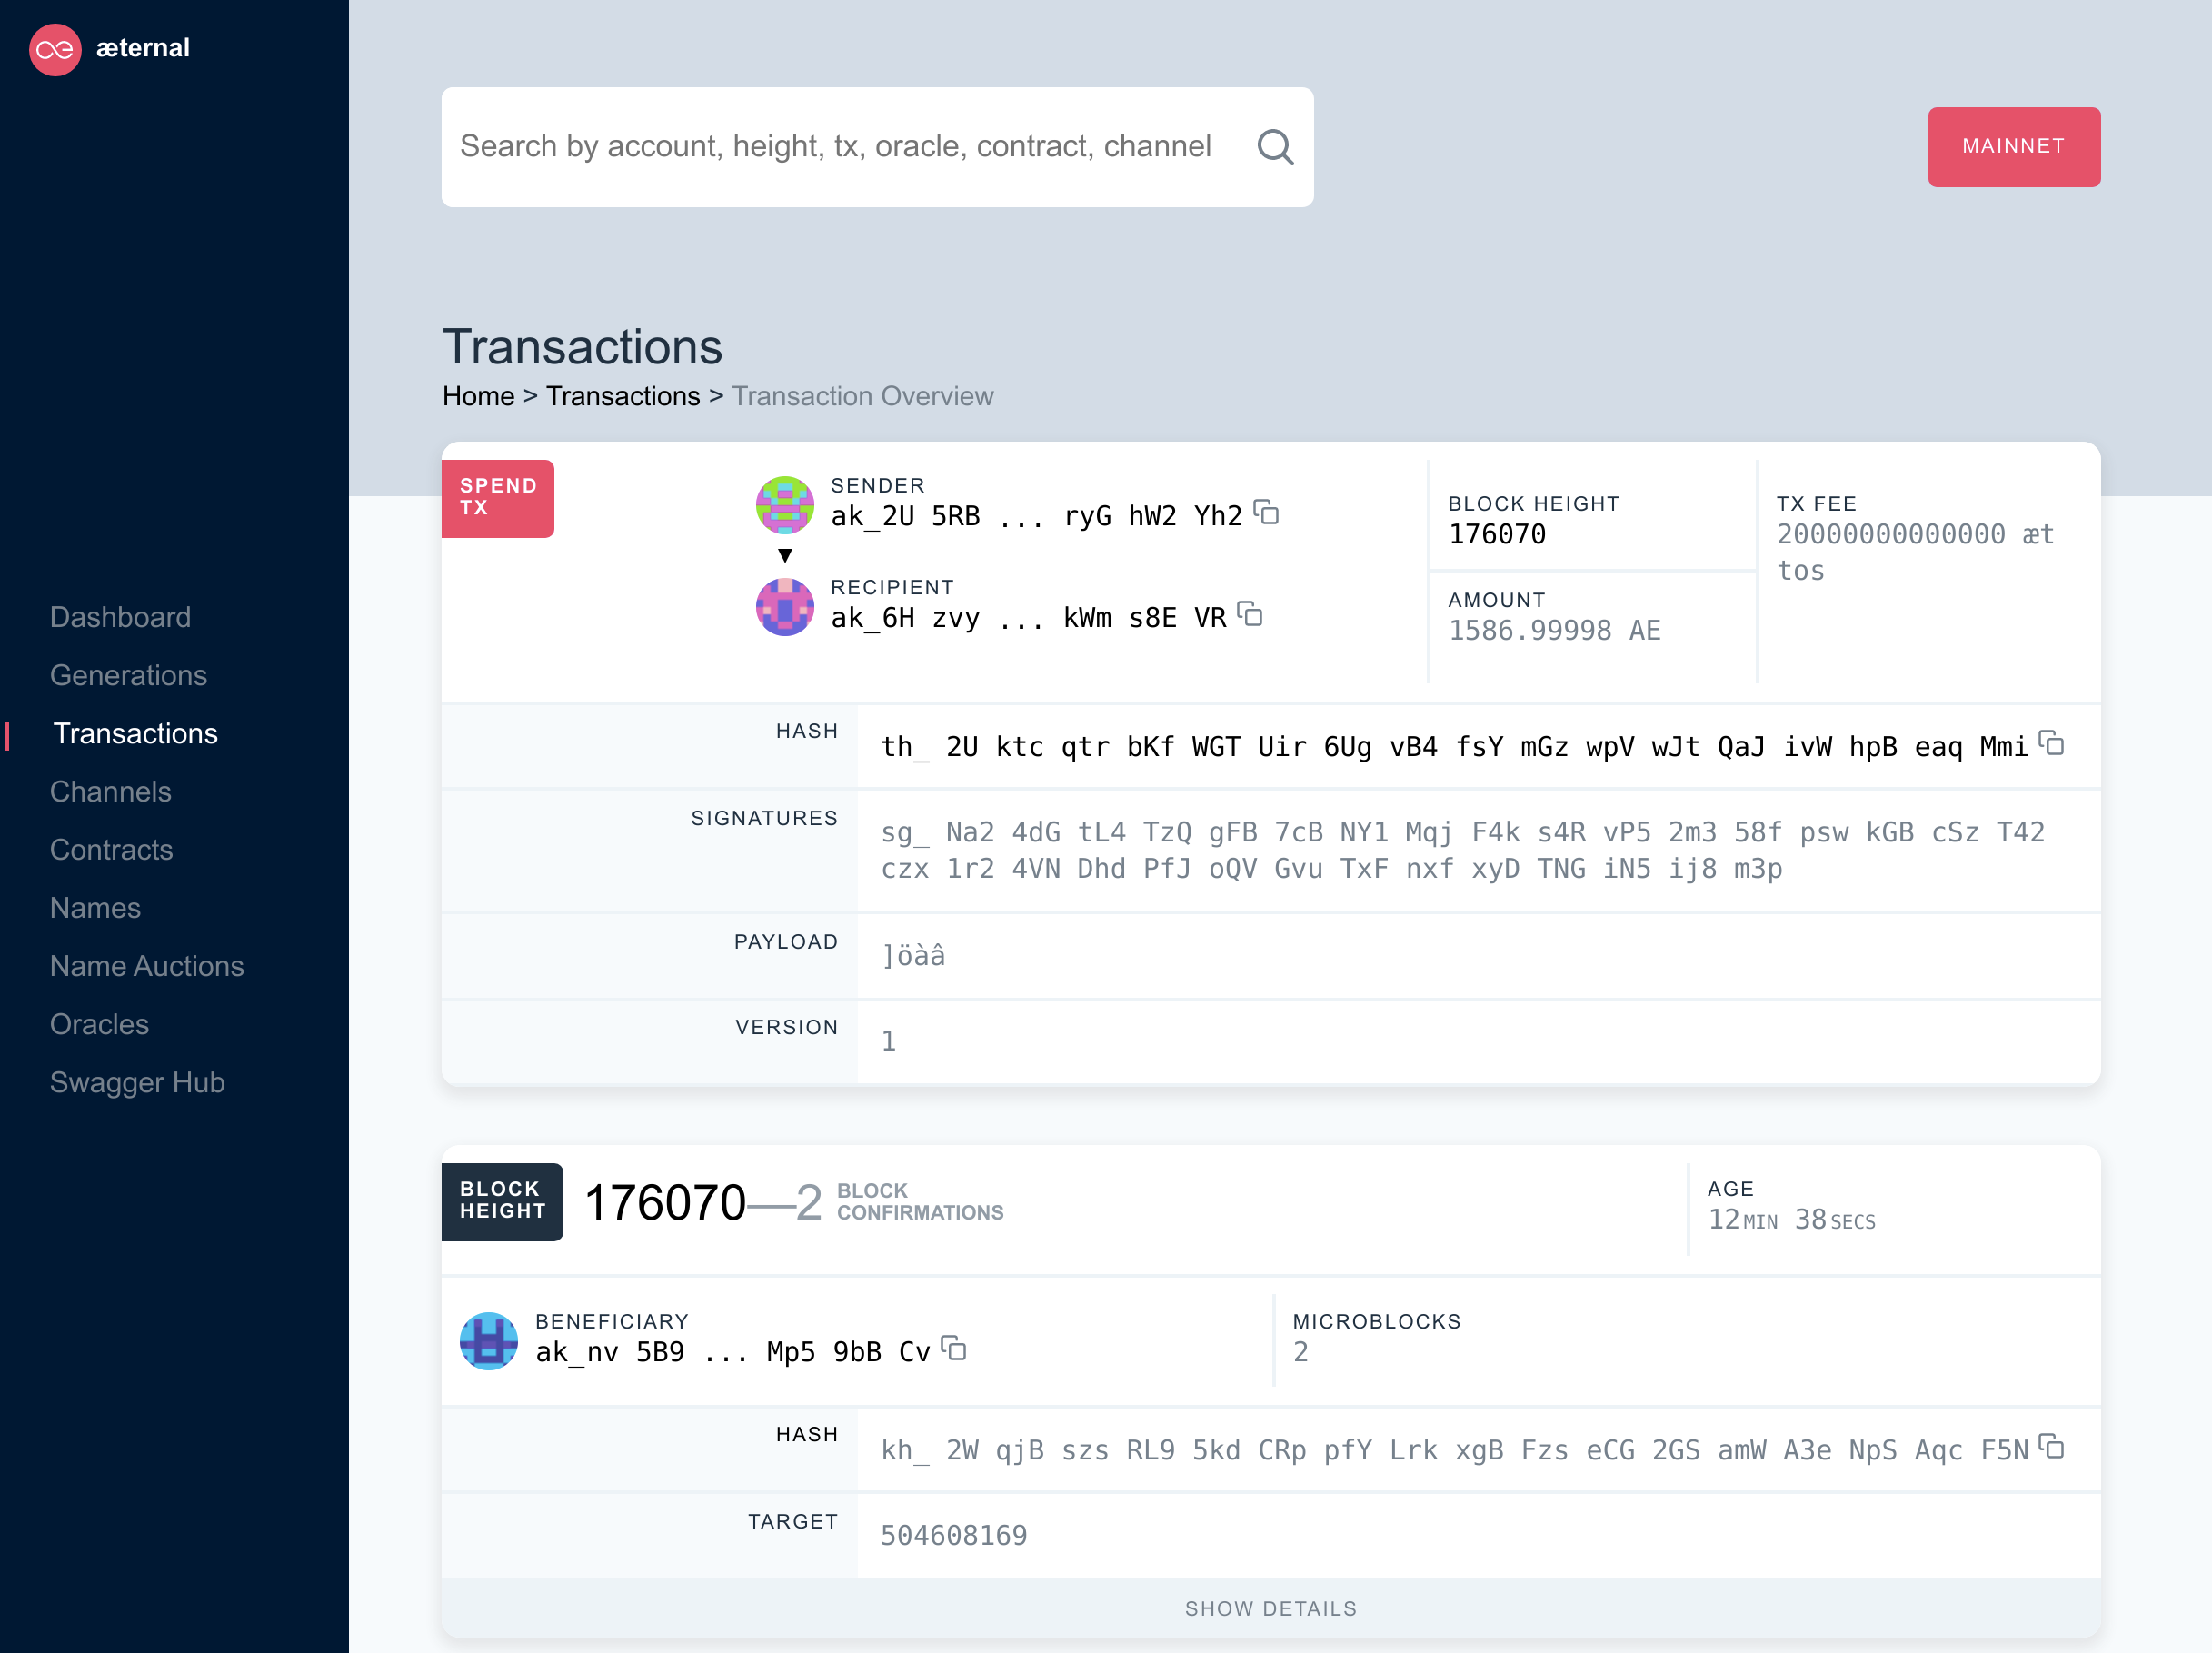 æternal
Search by account, height, tx, oracle, contract, channel
MAINNET
Dashboard
Generations
Transactions
Channels
Contracts
Names
Name Auctions
Oracles
Swagger Hub
Transactions
Home > Transactions > Transaction Overview
SPEND
TX
SENDER
ak_2U 5RB ... ryG hW2 Yh2
RECIPIENT
ak_6H zvy ... kWm s8E VR
BLOCK HEIGHT
176070
AMOUNT
1586.99998 AE
TX FEE
20000000000000 æt
tos
HASH
th_ 2U ktc qtr bKf WGT Uir 6Ug vB4 fsY mGz wpV wJt QaJ ivW hpB eaq Mmi
SIGNATURES
sg_ Na2 4dG tL4 TzQ gFB 7cB NY1 Mqj F4k s4R vP5 2m3 58f psw kGB cSz T42
czx 1r2 4VN Dhd PfJ oQV Gvu TxF nxf xyD TNG iN5 ij8 m3p
PAYLOAD
]öàâ
VERSION
1
BLOCK
HEIGHT
176070—2
BLOCK
CONFIRMATIONS
AGE
12MIN 38SECS
BENEFICIARY
ak_nv 5B9 ... Mp5 9bB Cv
MICROBLOCKS
2
HASH
kh_ 2W qjB szs RL9 5kd CRp pfY Lrk xgB Fzs eCG 2GS amW A3e NpS Aqc F5N
TARGET
504608169
SHOW DETAILS